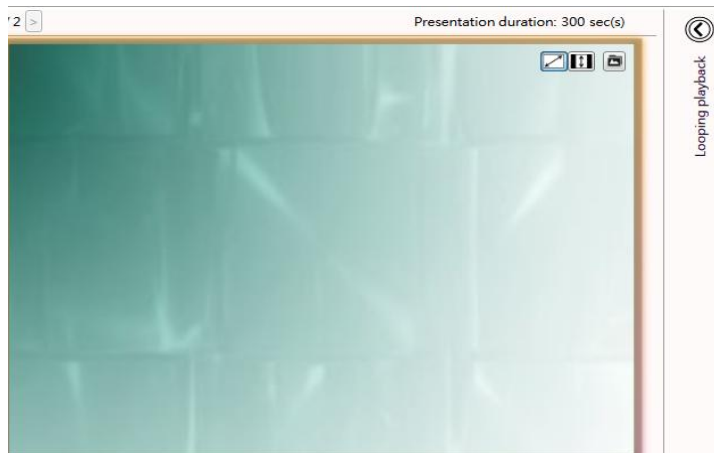 / 2 >
Presentation duration: 300 sec(s)
Looping playback